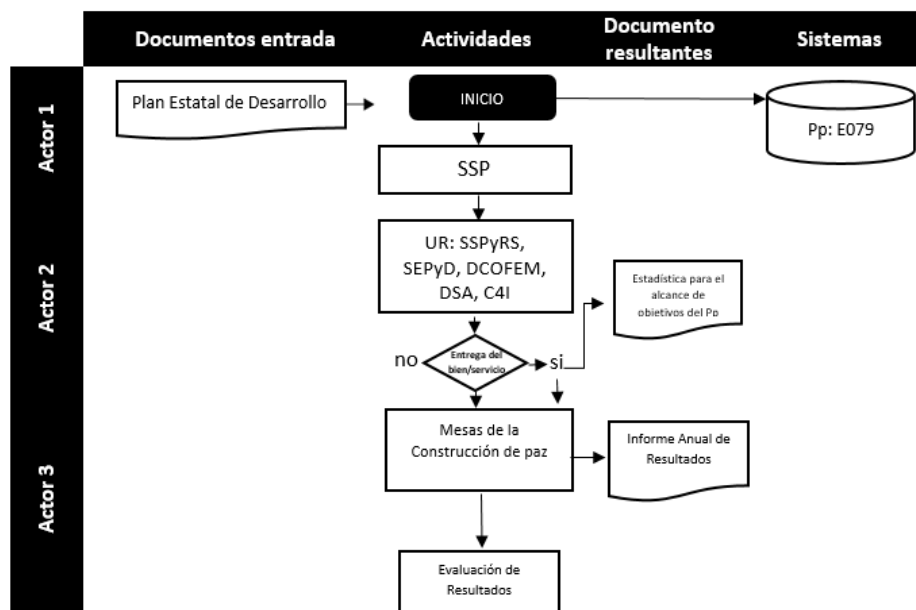 Documentos entrada
Actividades
Documento
resultantes
Sistemas
Actor 1
Plan Estatal de Desarrollo
INICIO
Pp: E079
SSP
Actor 2
UR: SSPyRS,
SEPyD, DCOFEM,
DSA, C4I
Estadística para el
alcance de
objetivos del Pp
no
Entrega del
bien/servicio
si
Actor 3
Mesas de la
Construcción de paz
Informe Anual de
Resultados
Evaluación de
Resultados